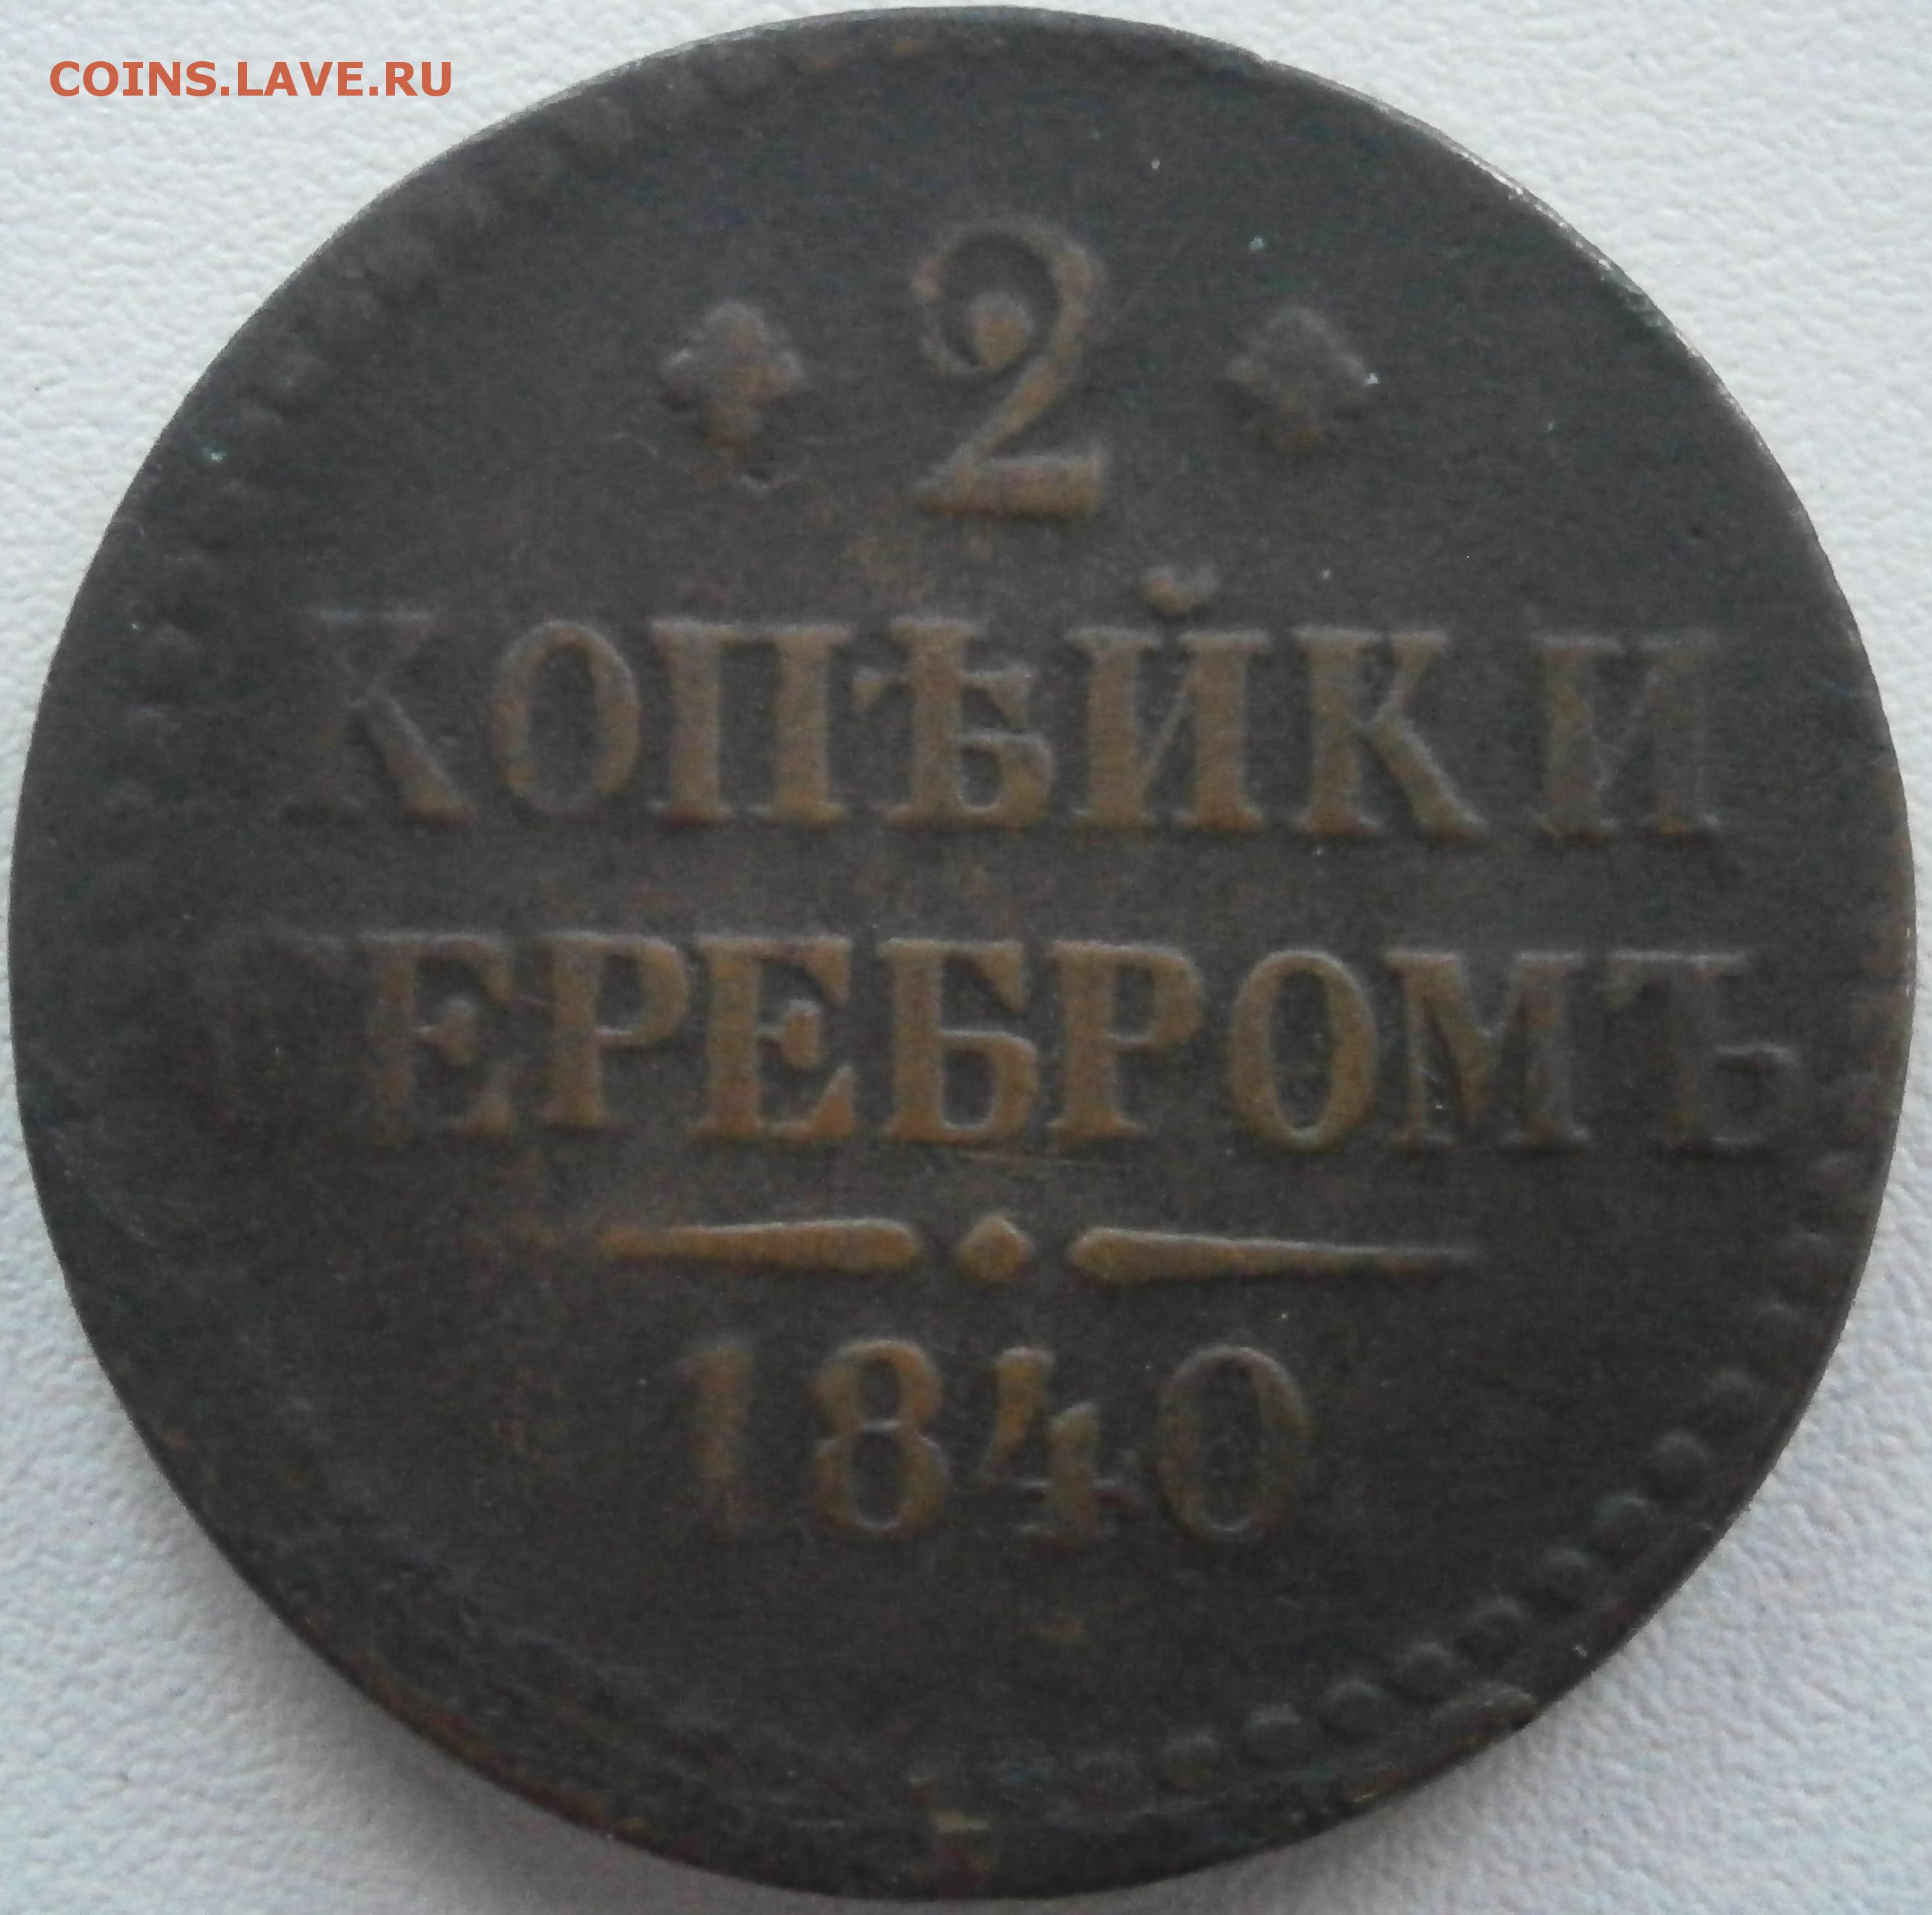 COINS.LAVE.RU
2
КОПѢЙКИ
СЕРЕБРОМЪ
1840